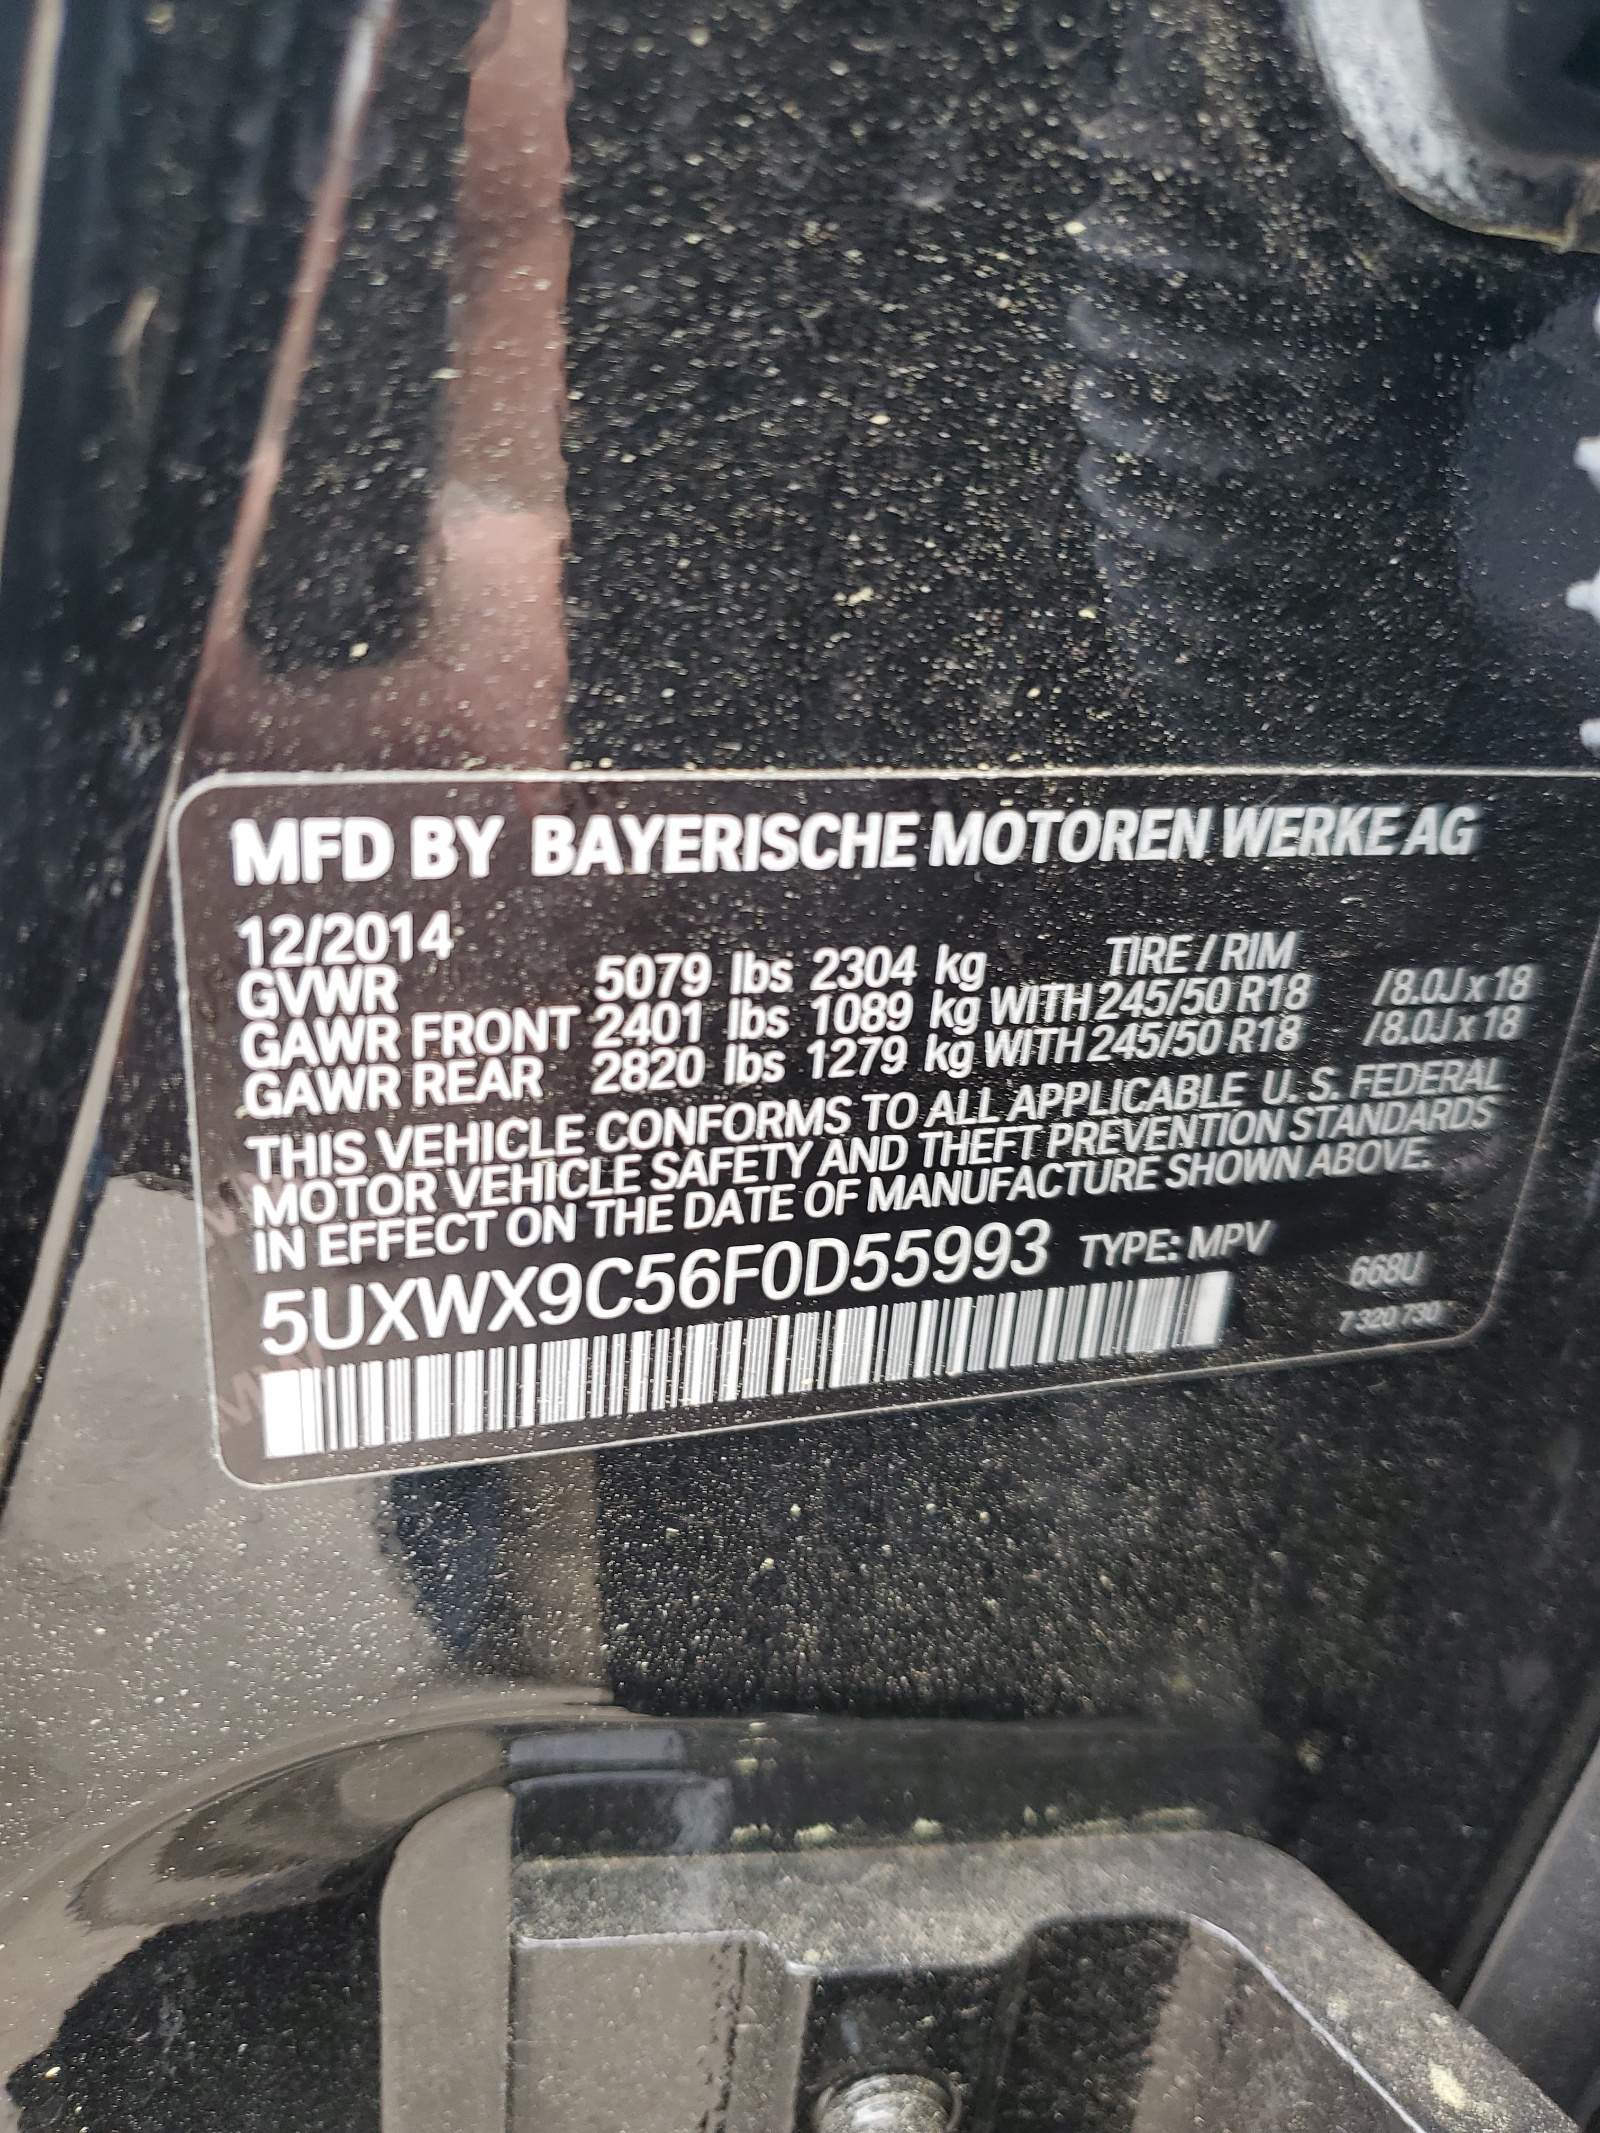 MFD BY BAYERISCHE MOTOREN WERKE AG
12/2014
GVWR 5079 lbs 2304 kg TIRE / RIM
GAWR FRONT 2401 lbs 1089 kg WITH 245/50 R18 /8.0J x 18
GAWR REAR 2820 lbs 1279 kg WITH 245/50 R18 /8.0J x 18
THIS VEHICLE CONFORMS TO ALL APPLICABLE U. S. FEDERAL
MOTOR VEHICLE SAFETY AND THEFT PREVENTION STANDARDS
IN EFFECT ON THE DATE OF MANUFACTURE SHOWN ABOVE.
5UXWX9C56F0D55993 TYPE: MPV
668U
7 320 730